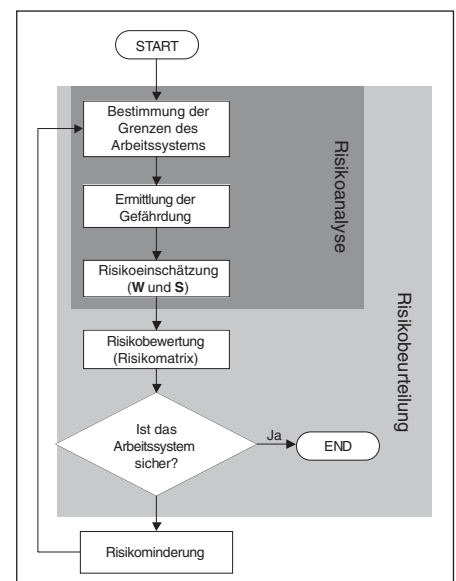 START
Bestimmung der
Grenzen des
Arbeitssystems
Risikoanalyse
Ermittlung der
Gefährdung
Risikoeinschätzung
(W und S)
Risikobeurteilung
Risikobewertung
(Risikomatrix)
Ist das
Arbeitssystem
sicher?
Ja
END
Risikominderung